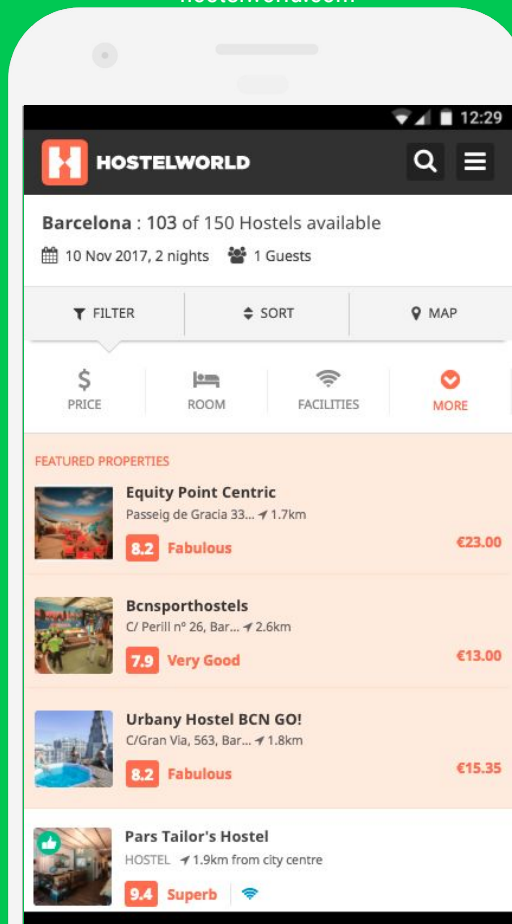 hostelworld.com
12:29
HOSTELWORLD
Barcelona : 103 of 150 Hostels available
10 Nov 2017, 2 nights 1 Guests
FILTER SORT MAP
$
PRICE ROOM FACILITIES MORE
FEATURED PROPERTIES
Equity Point Centric
Passeig de Gracia 33... 1.7km
8.2 Fabulous €23.00
Bcnsporthostels
C/ Perill nº 26, Bar... 2.6km
7.9 Very Good €13.00
Urbany Hostel BCN GO!
C/Gran Via, 563, Bar... 1.8km
8.2 Fabulous €15.35
Pars Tailor's Hostel
HOSTEL 1.9km from city centre
9.4 Superb